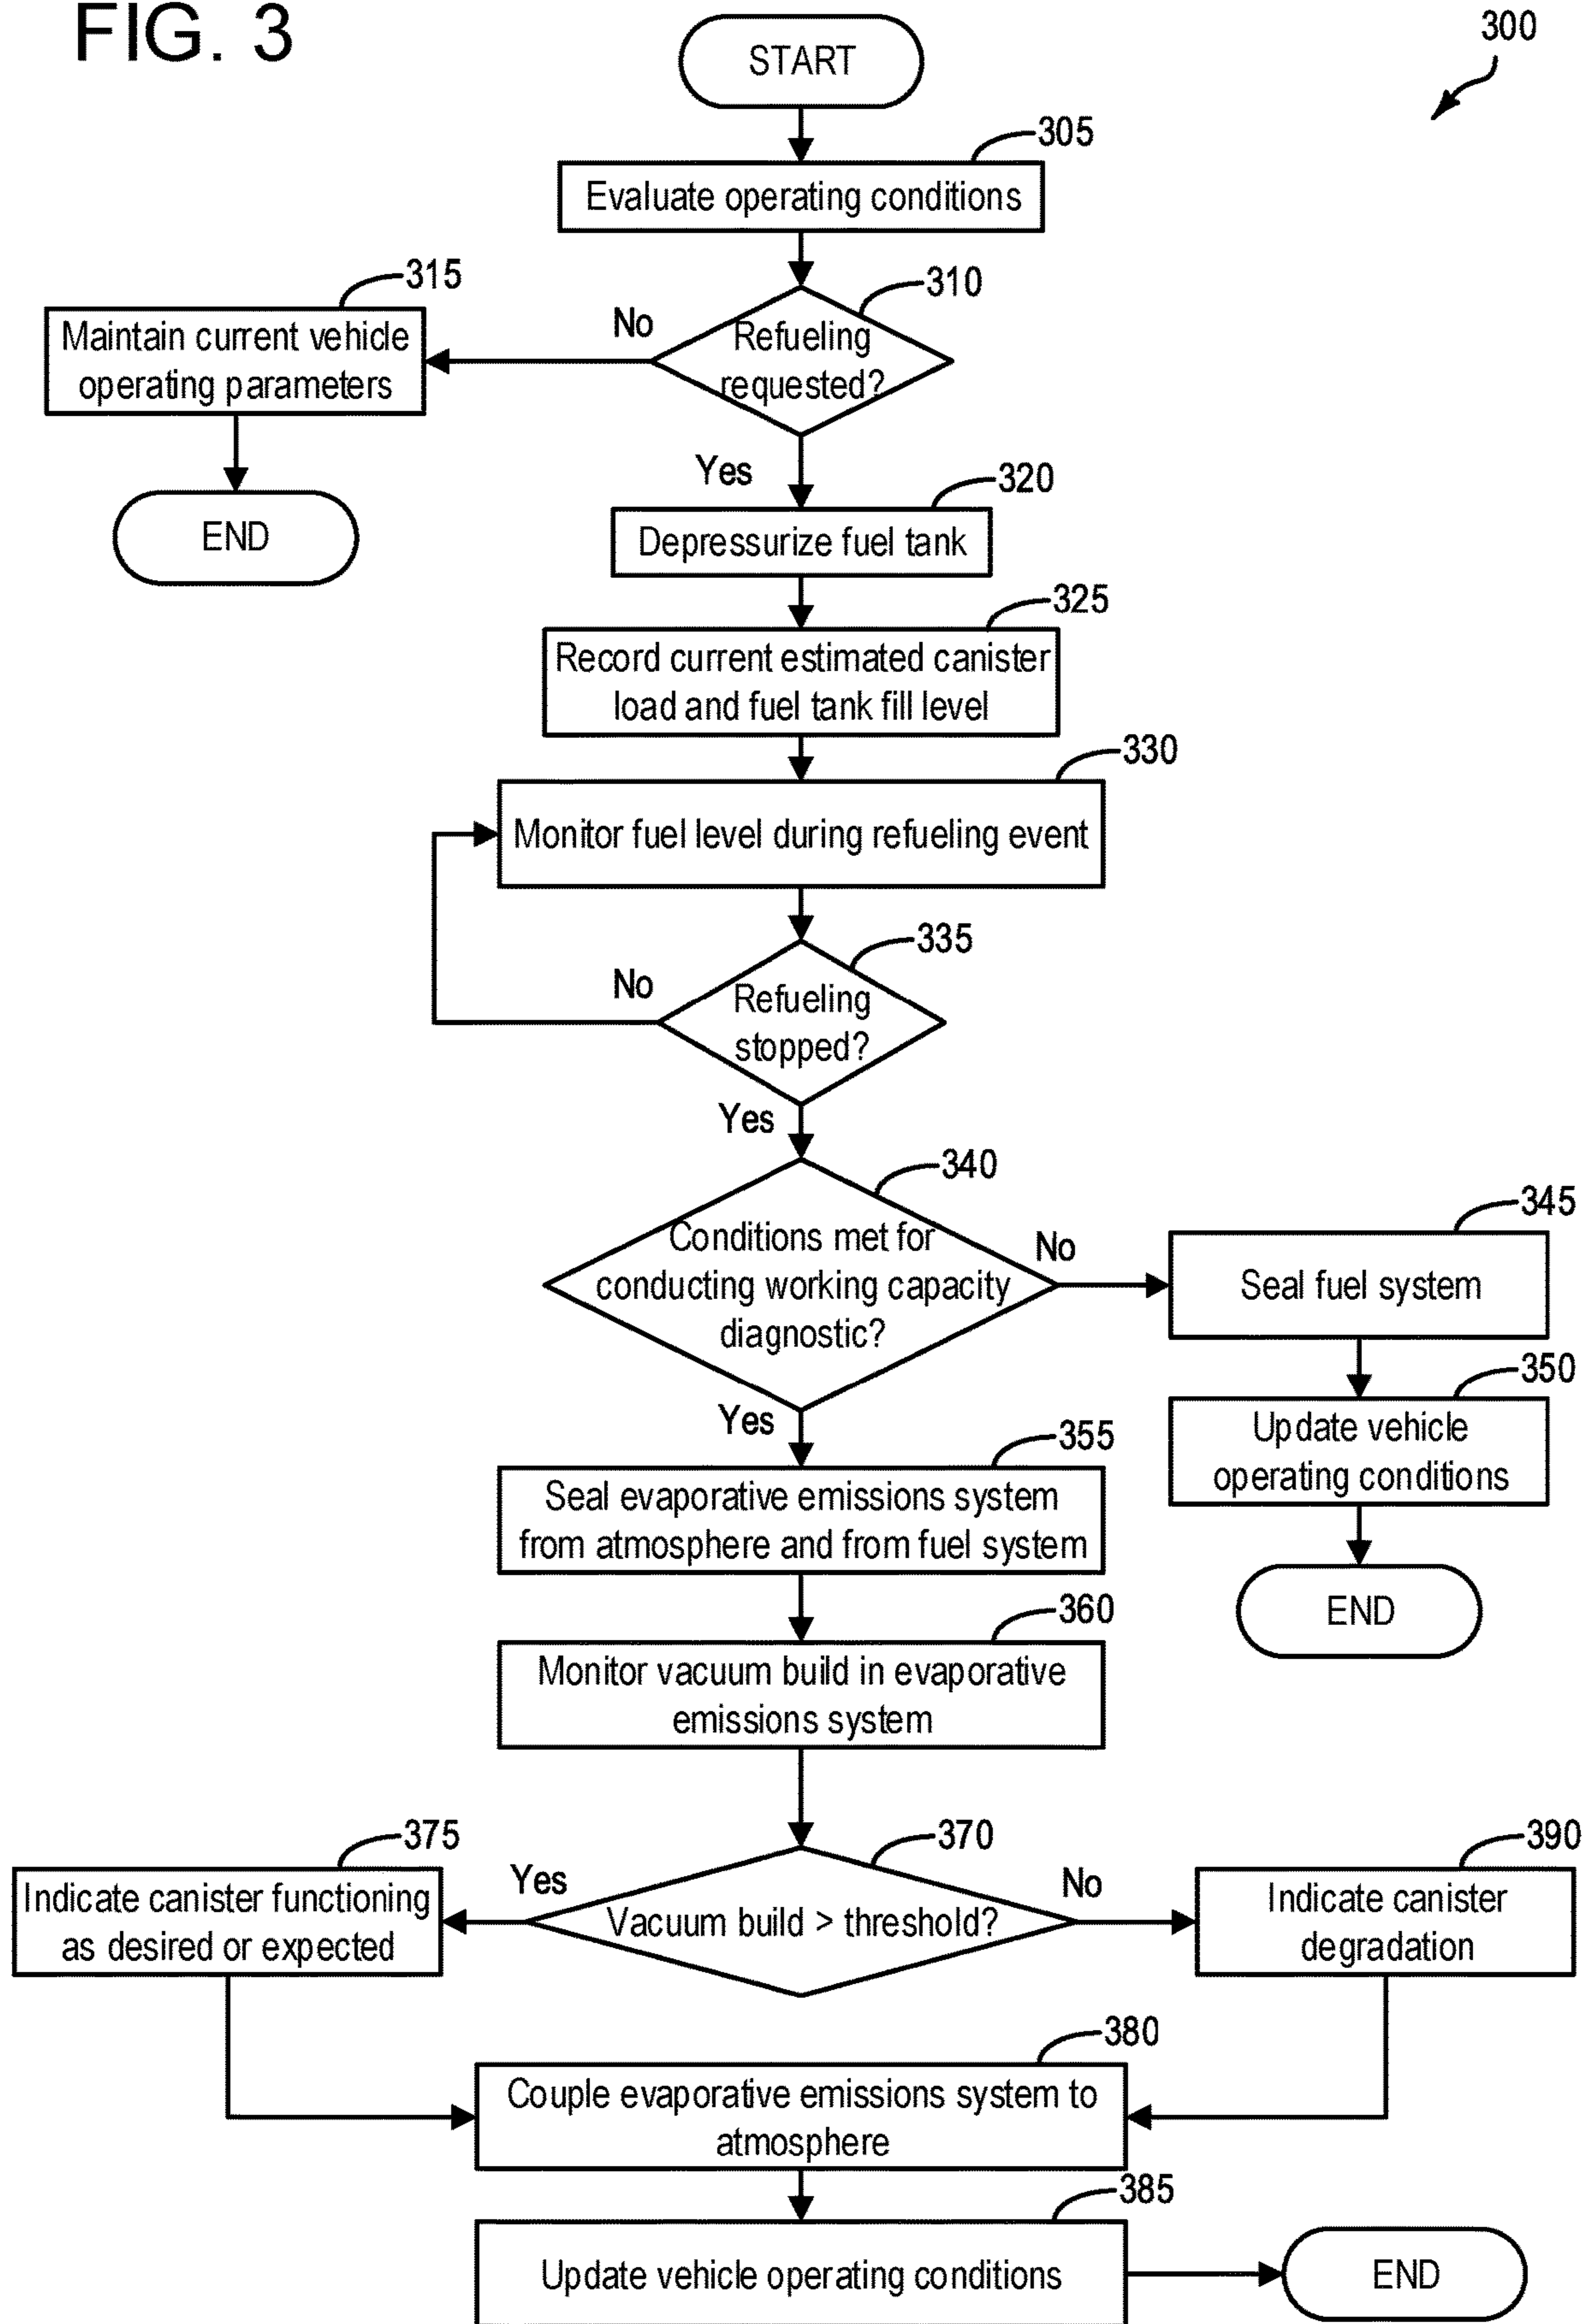 FIG. 3
300
START
305
Evaluate operating conditions
310
Refueling
requested?
No
315
Maintain current vehicle
operating parameters
END
Yes
320
Depressurize fuel tank
325
Record current estimated canister
load and fuel tank fill level
330
Monitor fuel level during refueling event
335
Refueling
stopped?
No
Yes
340
Conditions met for
conducting working capacity
diagnostic?
No
345
Seal fuel system
350
Update vehicle
operating conditions
END
Yes
355
Seal evaporative emissions system
from atmosphere and from fuel system
360
Monitor vacuum build in evaporative
emissions system
370
Vacuum build > threshold?
Yes
375
Indicate canister functioning
as desired or expected
No
390
Indicate canister
degradation
380
Couple evaporative emissions system to
atmosphere
385
Update vehicle operating conditions
END